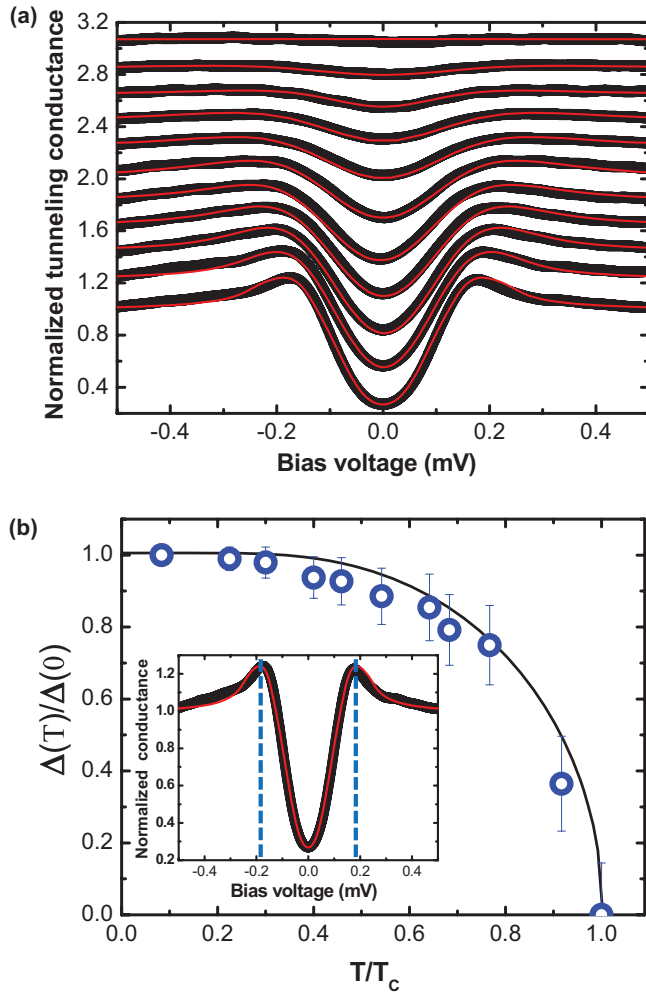 (a)
Normalized tunneling conductance
3.2
2.8
2.4
2.0
1.6
1.2
0.8
0.4
-0.4 -0.2 0.0 0.2 0.4
Bias voltage (mV)
(b)
Δ(T)/Δ(0)
1.0
0.8
0.6
0.4
0.2
0.0
Normalized conductance
1.2
1.0
0.8
0.6
0.4
0.2
-0.4 -0.2 0.0 0.2 0.4
Bias voltage (mV)
0.0 0.2 0.4 0.6 0.8 1.0
T/T_C